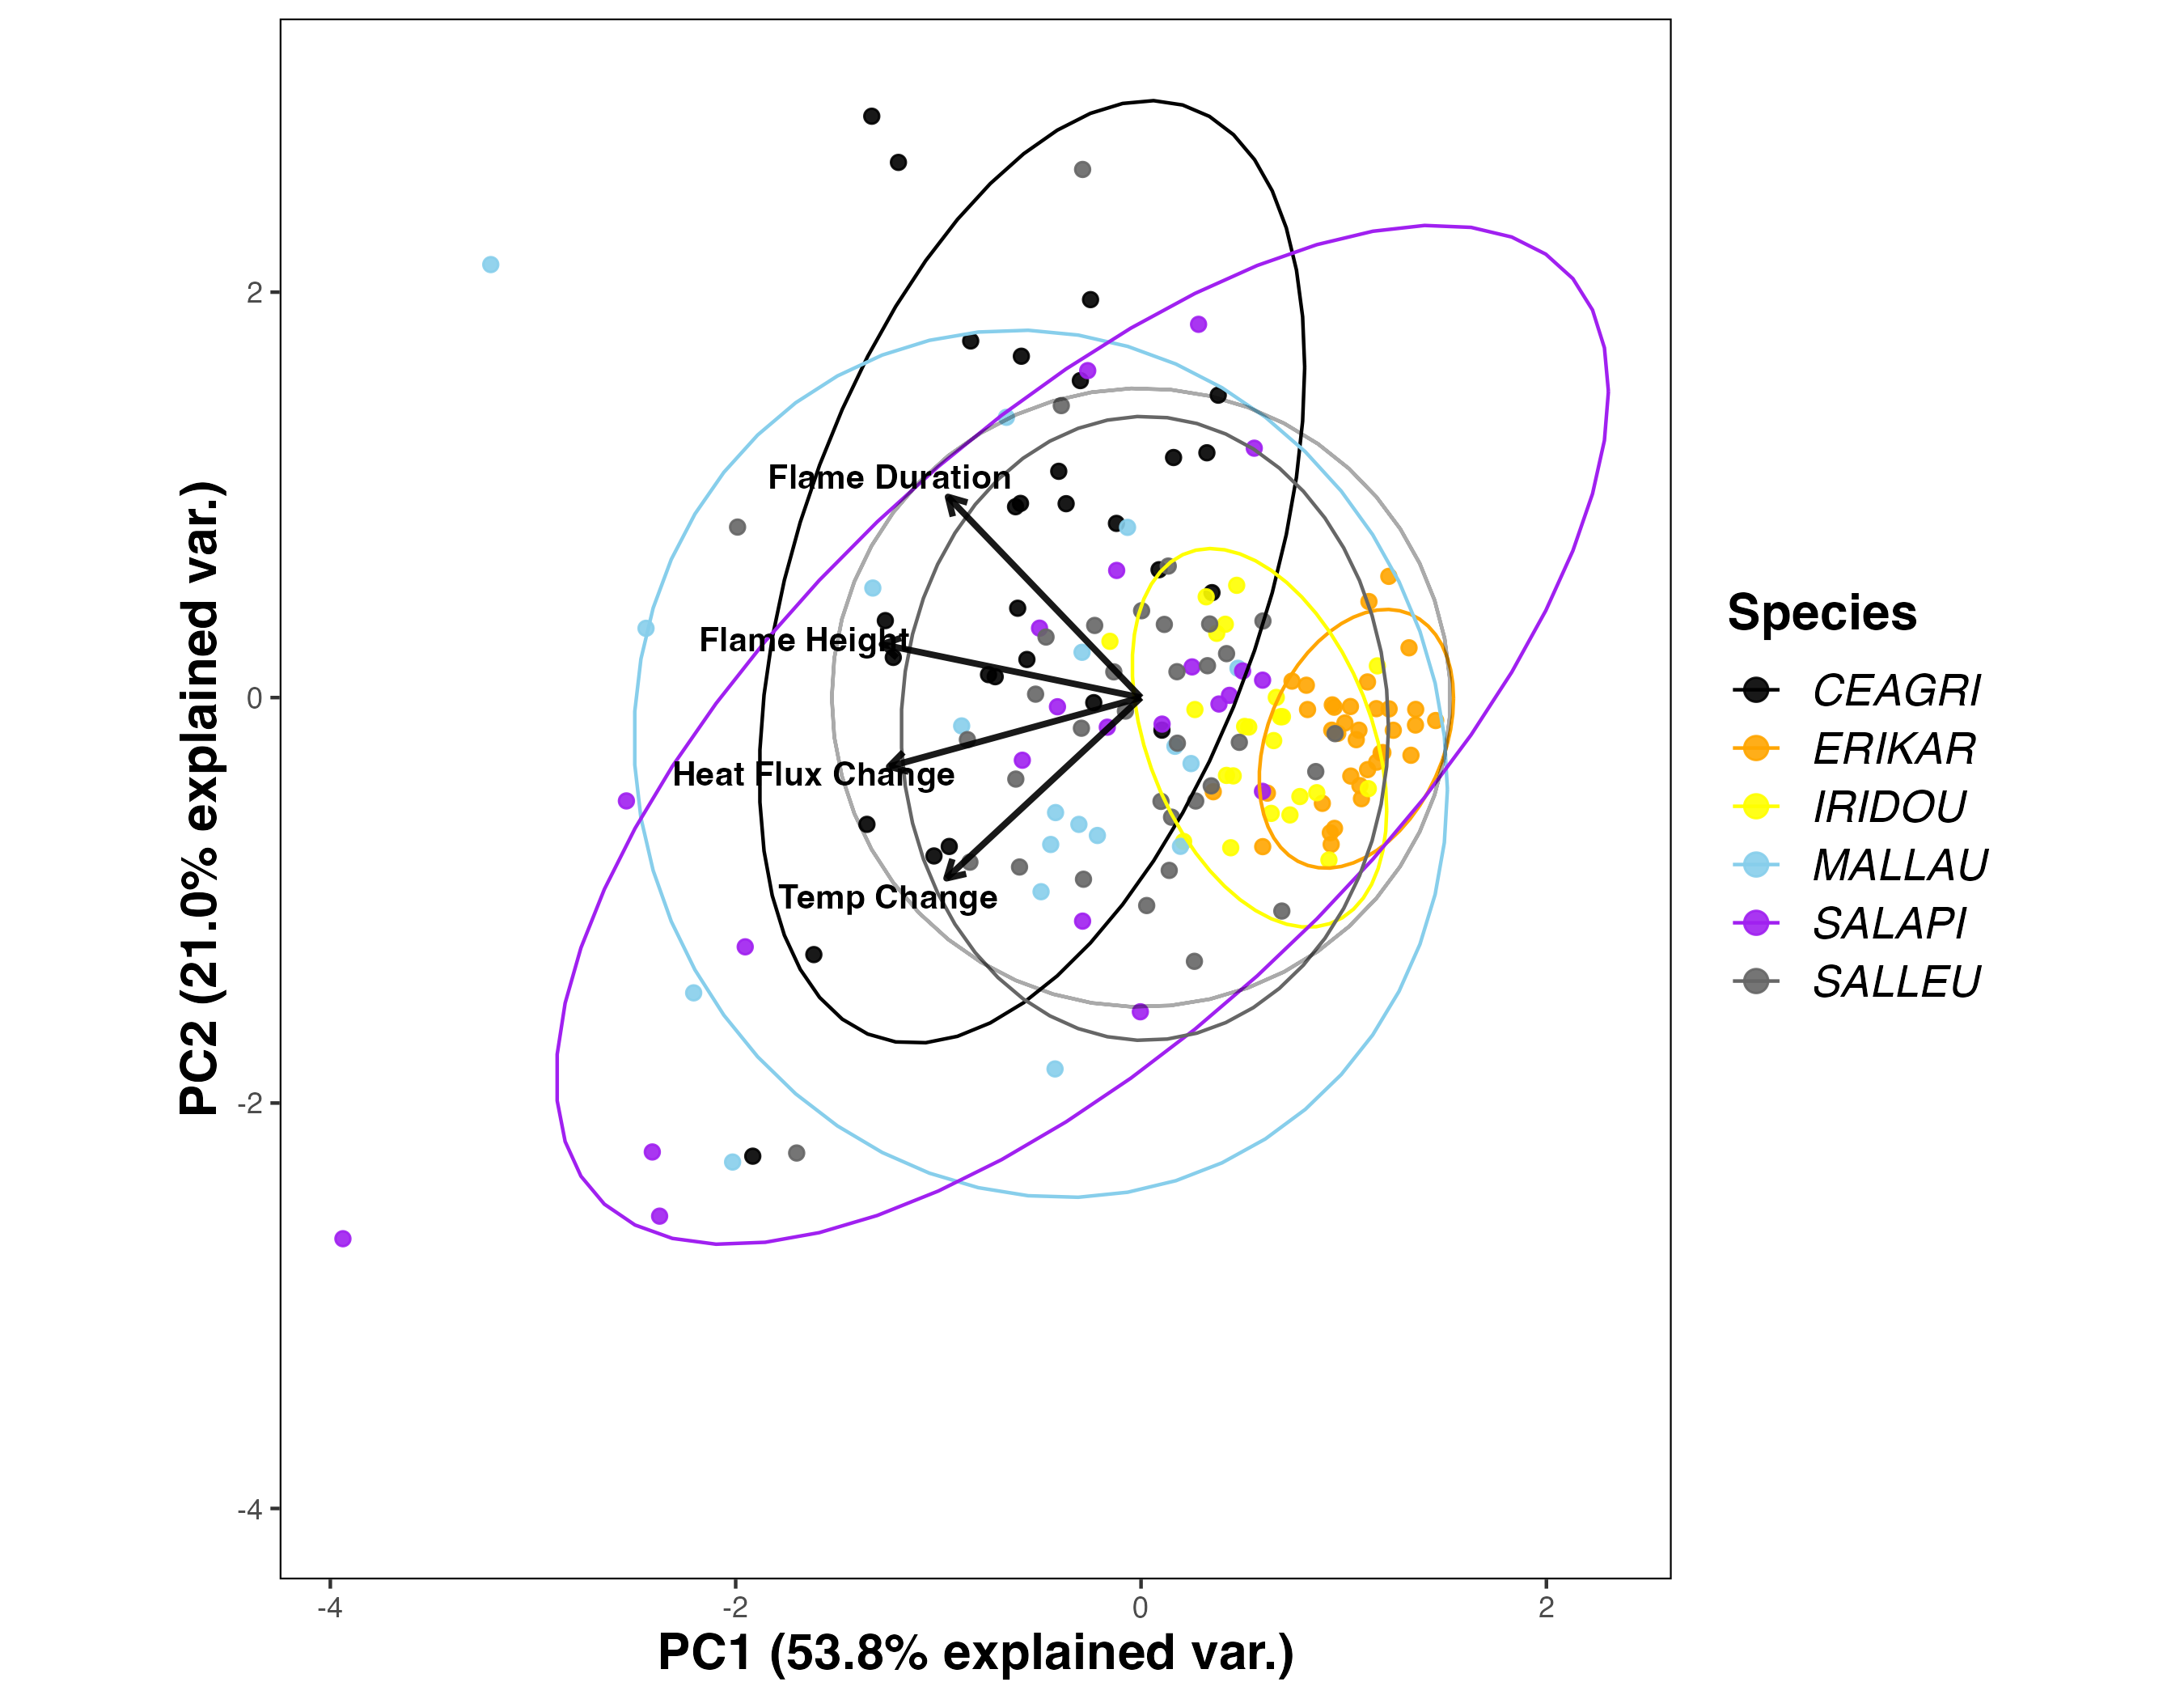 PC2 (21.0% explained var.)
2
0
-2
-4
Flame Duration
Flame Height
Heat Flux Change
Temp Change
-4
-2
0
2
PC1 (53.8% explained var.)
Species
CEAGRI
ERIKAR
IRIDOU
MALLAU
SALAPI
SALLEU